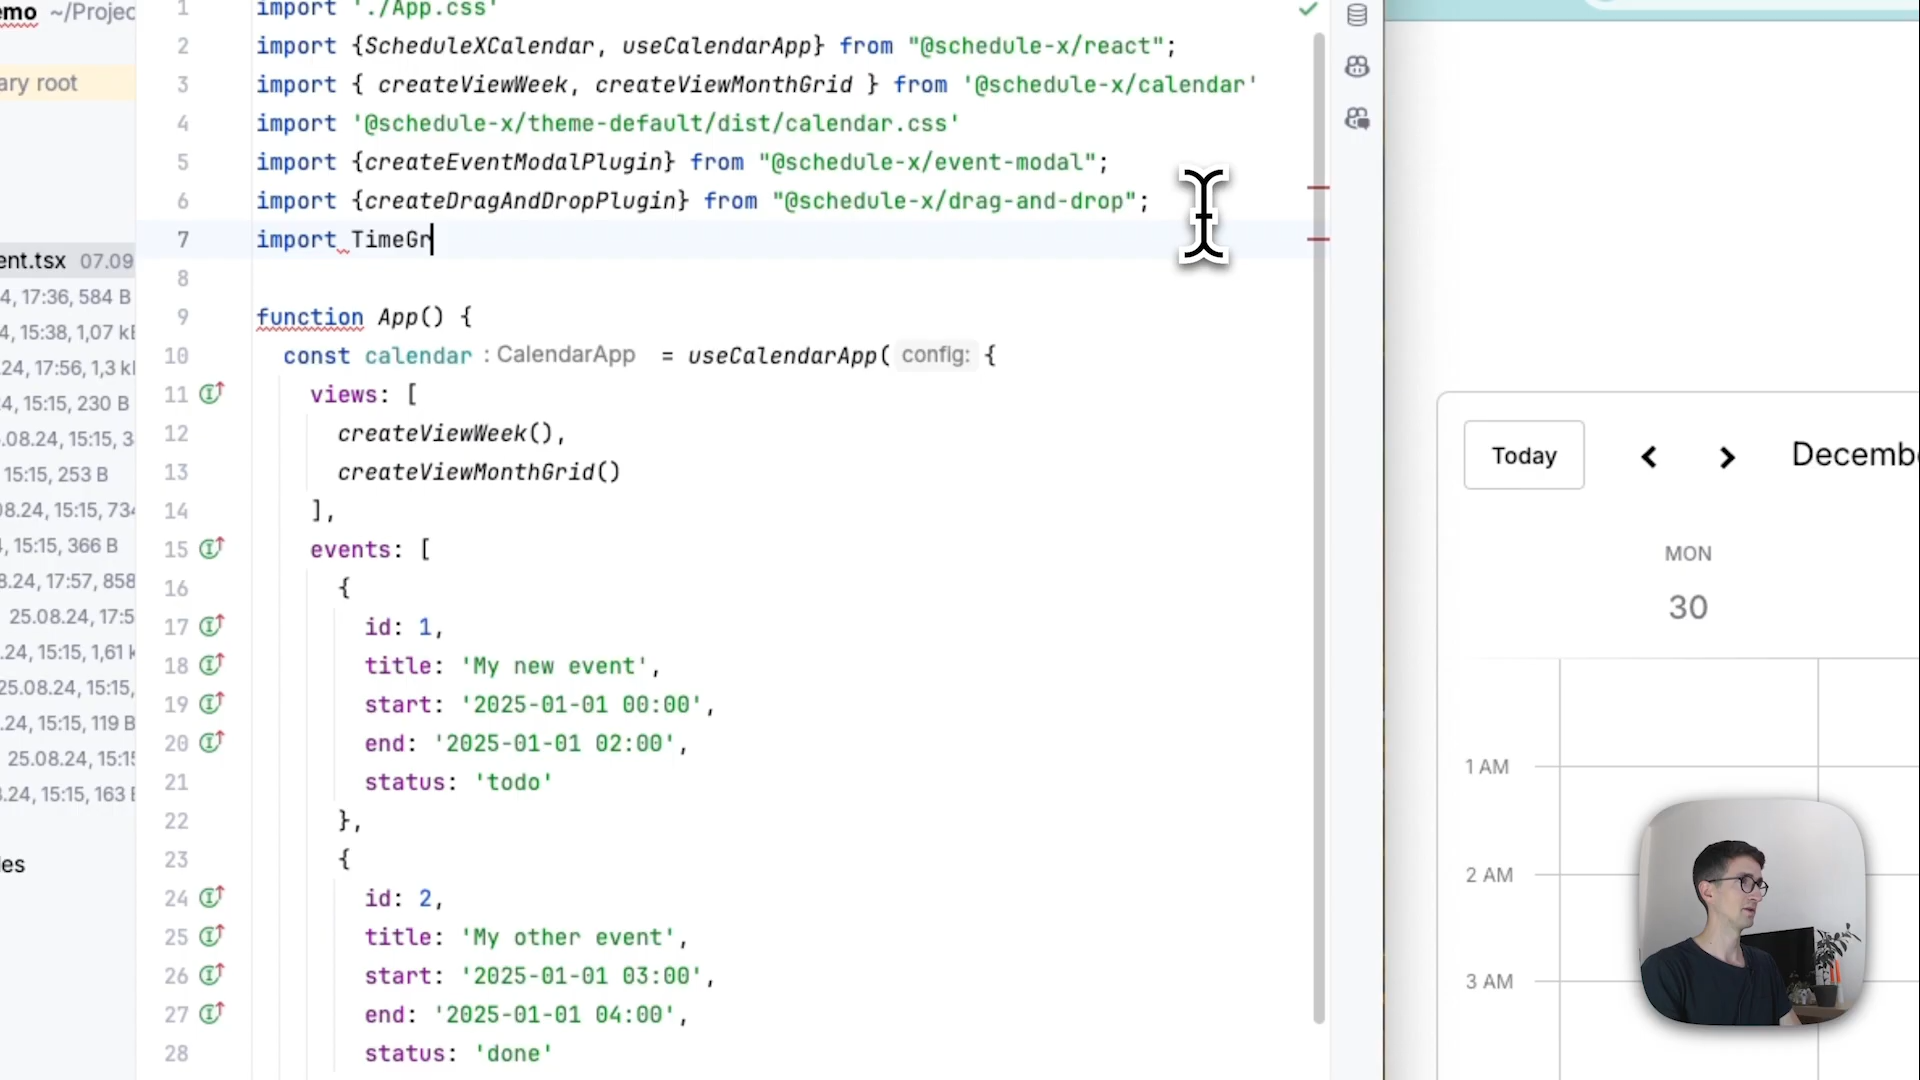 emo ~/Projec
ary root
ent.tsx 07.09
4, 17:36, 584 B
4, 15:38, 1,07 kB
.24, 17:56, 1,3 kl
4, 15:15, 230 B
.08.24, 15:15, 3
15:15, 253 B
08.24, 15:15, 734
, 15:15, 366 B
8.24, 17:57, 858
25.08.24, 17:5
.24, 15:15, 1,61 k
25.08.24, 15:15,
.24, 15:15, 119 B
25.08.24, 15:15
8.24, 15:15, 163 B
les
1 import './App.css'
2 import {ScheduleXCalendar, useCalendarApp} from "@schedule-x/react";
3 import { createViewWeek, createViewMonthGrid } from '@schedule-x/calendar'
4 import '@schedule-x/theme-default/dist/calendar.css'
5 import {createEventModalPlugin} from "@schedule-x/event-modal";
6 import {createDragAndDropPlugin} from "@schedule-x/drag-and-drop";
7 import TimeGr
8
9 function App() {
10 const calendar : CalendarApp = useCalendarApp( config: {
11 views: [
12 createViewWeek(),
13 createViewMonthGrid()
14 ],
15 events: [
16 {
17 id: 1,
18 title: 'My new event',
19 start: '2025-01-01 00:00',
20 end: '2025-01-01 02:00',
21 status: 'todo'
22 },
23 {
24 id: 2,
25 title: 'My other event',
26 start: '2025-01-01 03:00',
27 end: '2025-01-01 04:00',
28 status: 'done'
Today
Decemb
MON
30
1 AM
2 AM
3 AM